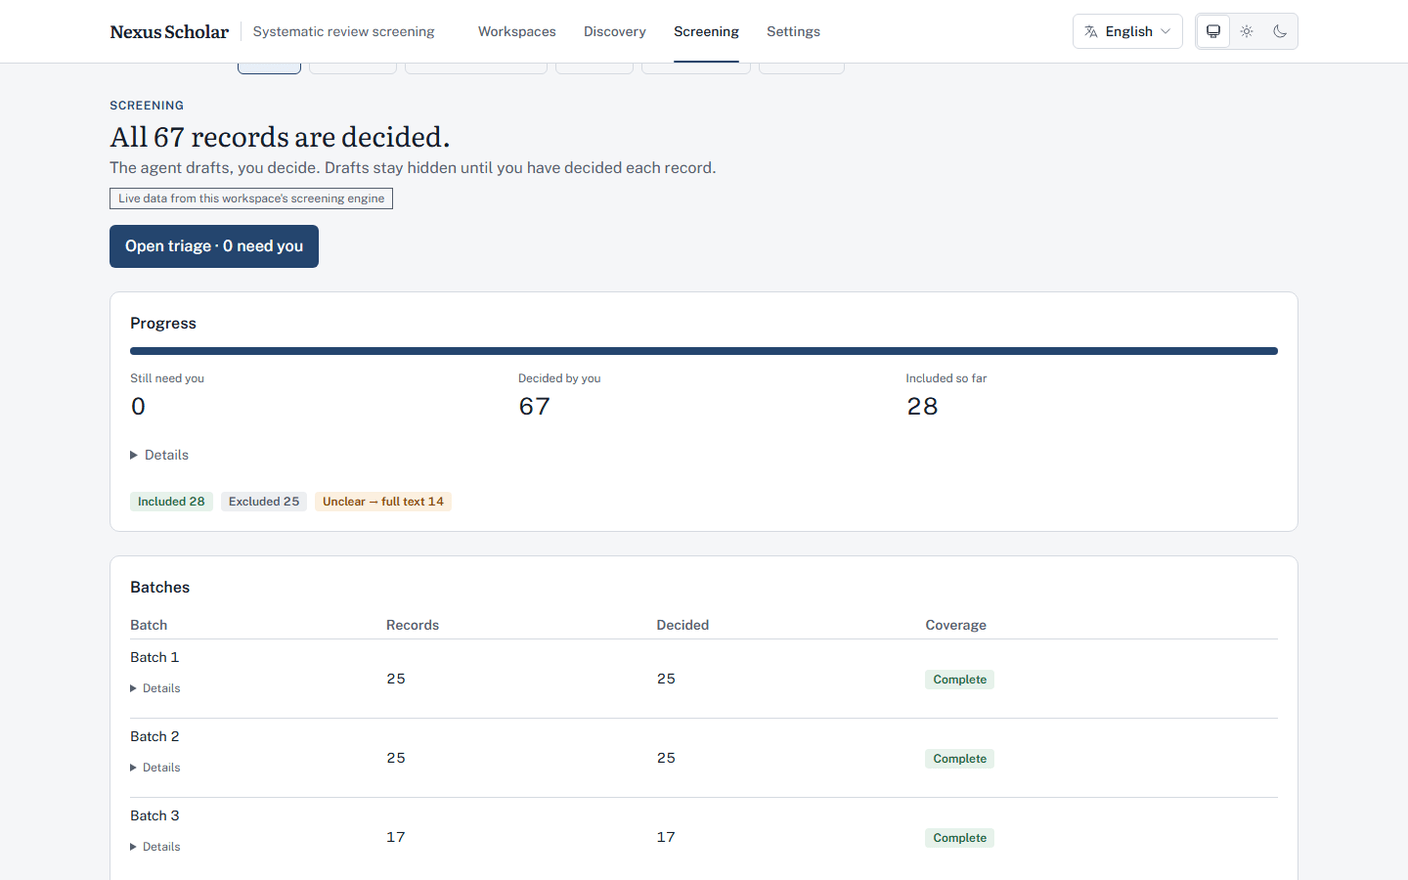 Nexus Scholar
Systematic review screening
Workspaces
Discovery
Screening
Settings
English
SCREENING
All 67 records are decided.
The agent drafts, you decide. Drafts stay hidden until you have decided each record.
Live data from this workspace's screening engine
Open triage · 0 need you
Progress
Still need you
Decided by you
Included so far
0
67
28
Details
Included 28
Excluded 25
Unclear — full text 14
Batches
Batch
Records
Decided
Coverage
Batch 1
Details
25
25
Complete
Batch 2
Details
25
25
Complete
Batch 3
Details
17
17
Complete